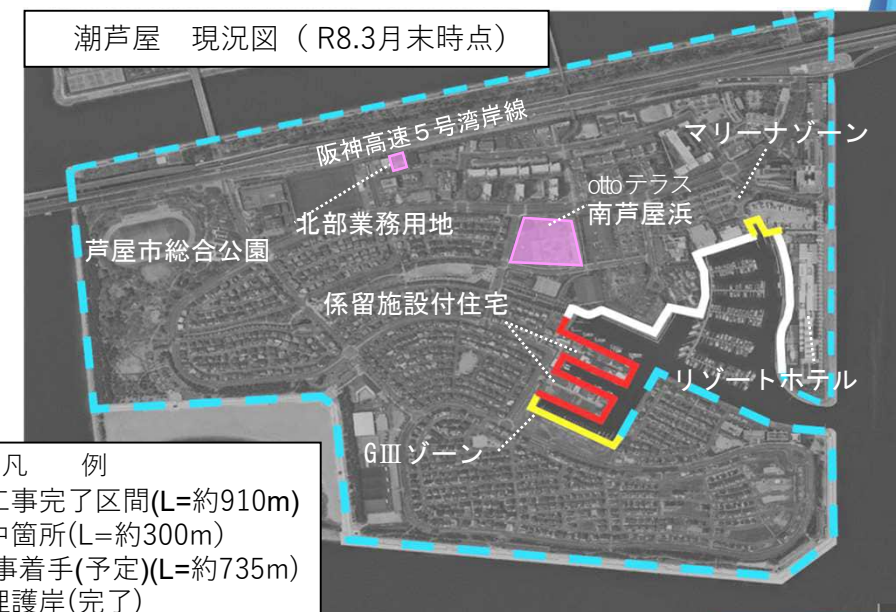 潮芦屋 現況図（R8.3月末時点）
阪神高速５号湾岸線
マリーナゾーン
ottoテラス
南芦屋浜
北部業務用地
芦屋市総合公園
係留施設付住宅
リゾートホテル
GⅢゾーン
凡 例
工事完了区間(L=約910m)
中箇所(L=約300m)
事着手(予定)(L=約735m)
理護岸(完了)